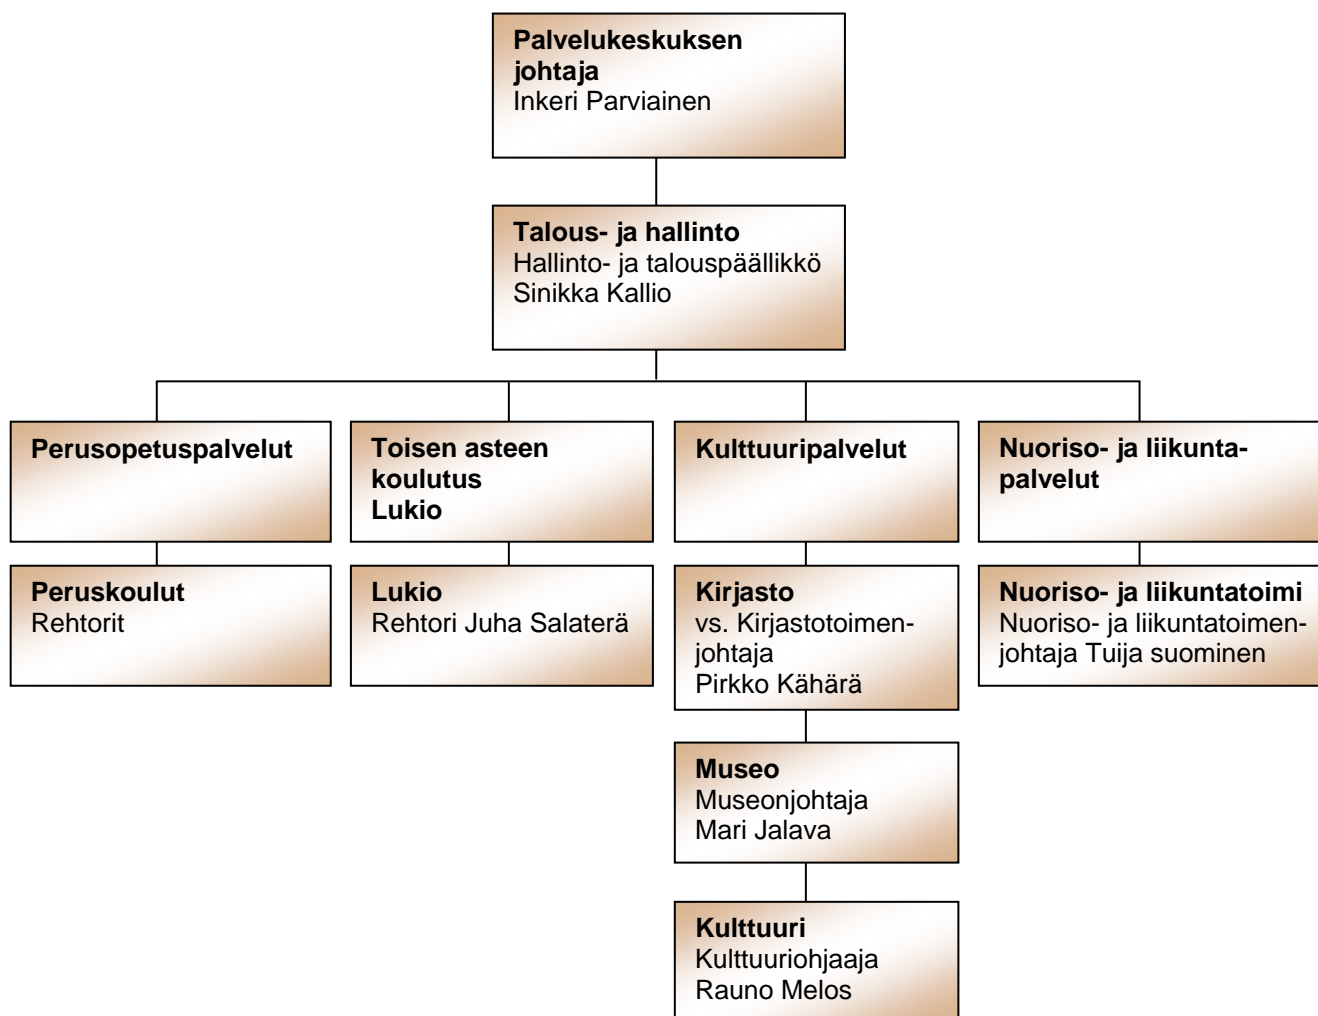 Palvelukeskuksen
johtaja
Inkeri Parviainen
Talous- ja hallinto
Hallinto- ja talouspäällikkö
Sinikka Kallio
Perusopetuspalvelut
Toisen asteen
koulutus
Lukio
Kulttuuripalvelut
Nuoriso- ja liikunta-
palvelut
Peruskoulut
Rehtorit
Lukio
Rehtori Juha Salaterä
Kirjasto
vs. Kirjastotoimen-
johtaja
Pirkko Kähärä
Nuoriso- ja liikuntatoimi
Nuoriso- ja liikuntatoimen-
johtaja Tuija suominen
Museo
Museonjohtaja
Mari Jalava
Kulttuuri
Kulttuuriohjaaja
Rauno Melos